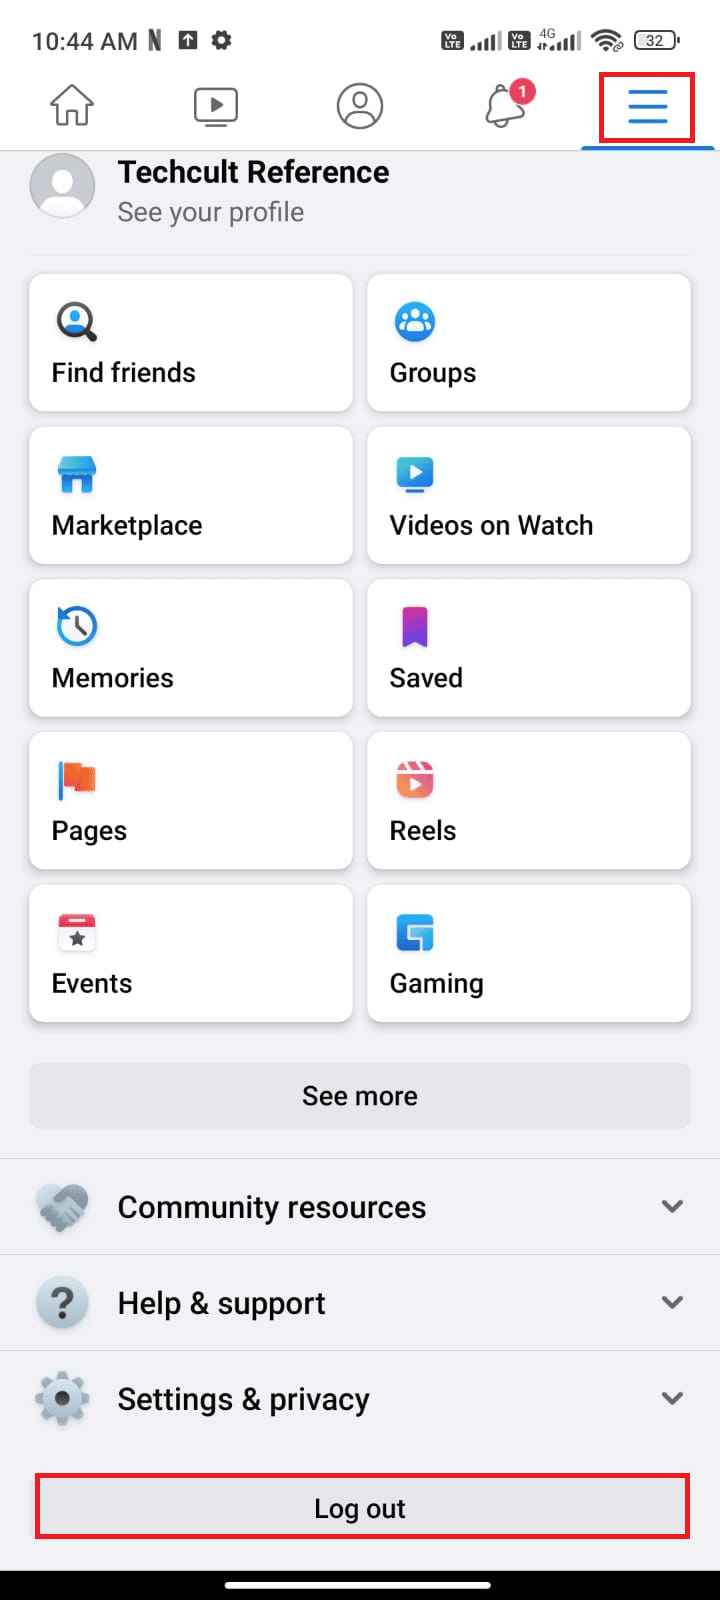 10:44 AM
Vo LTE
Vo LTE
4G
32
1
Techcult Reference
See your profile
Find friends
Groups
Marketplace
Videos on Watch
Memories
Saved
Pages
Reels
Events
Gaming
See more
Community resources
Help & support
Settings & privacy
Log out